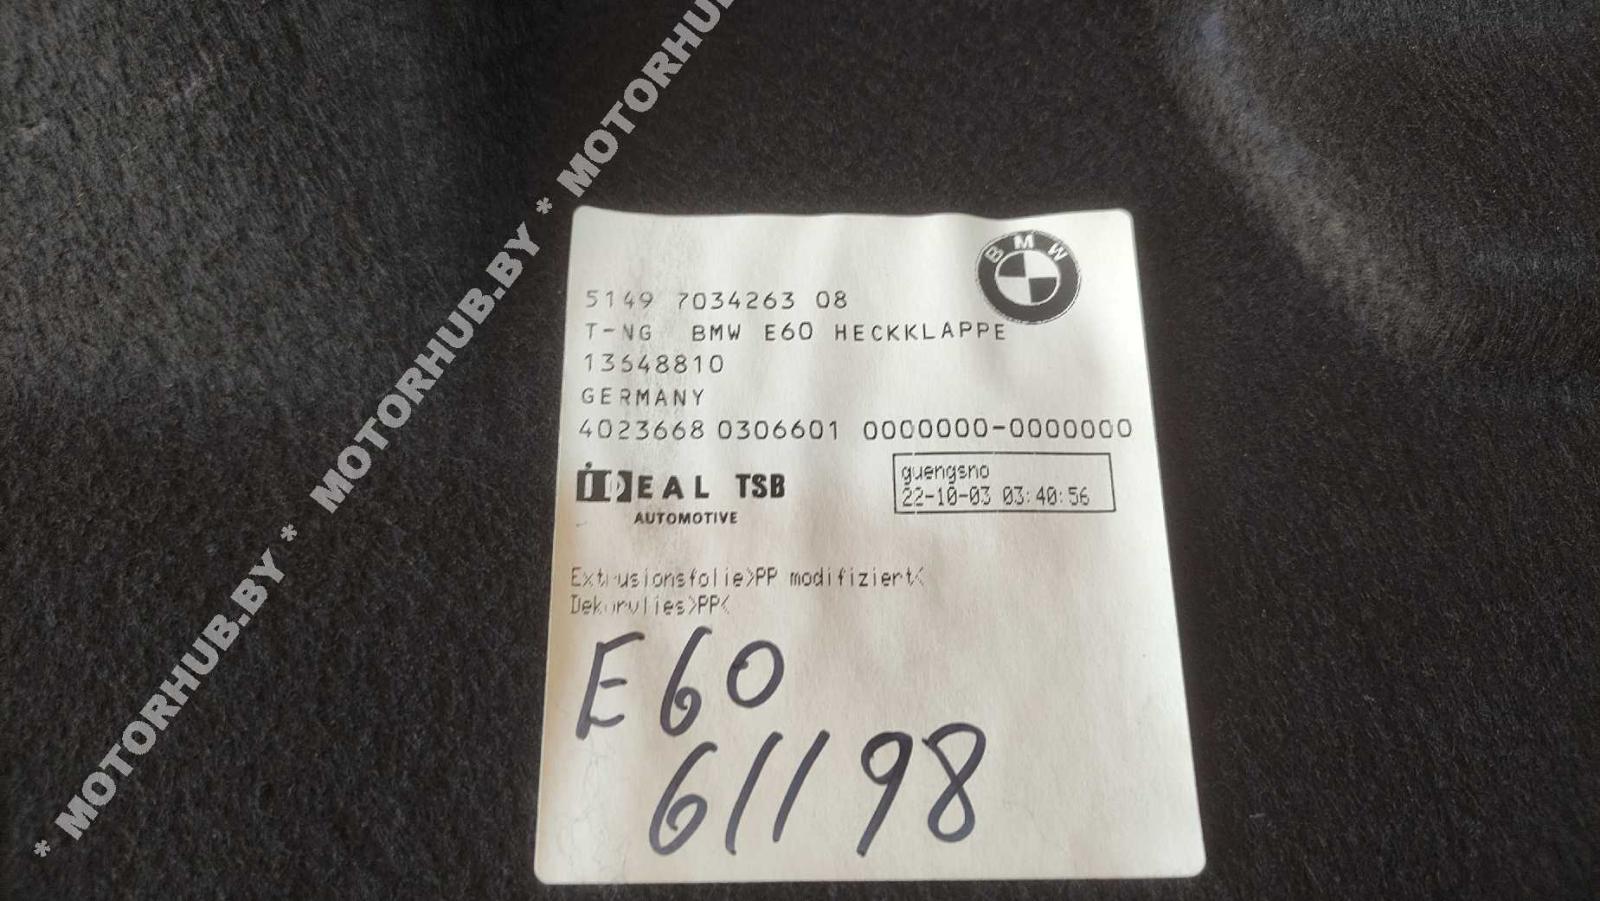 BMW
5149 7034263 08
T-NG BMW E60 HECKKLAPPE
13648810
GERMANY
4023668 0306601 0000000-0000000
IDEAL TSB
AUTOMOTIVE
guengsno
22-10-03 03:40:56
Extrusionsfolie>PP modifiziert<
Dekorvlies>PP<
E60
61198
* MOTORHUB.BY * MOTORHUB.BY * MOTORHUB.BY * MOTORHU